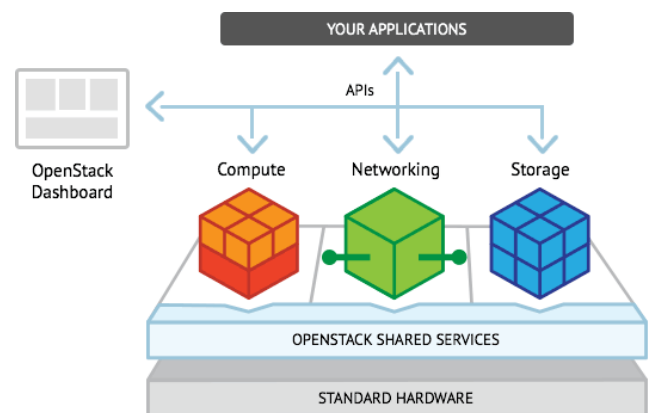 YOUR APPLICATIONS
APIs
OpenStack
Dashboard
Compute
Networking
Storage
OPENSTACK SHARED SERVICES
STANDARD HARDWARE